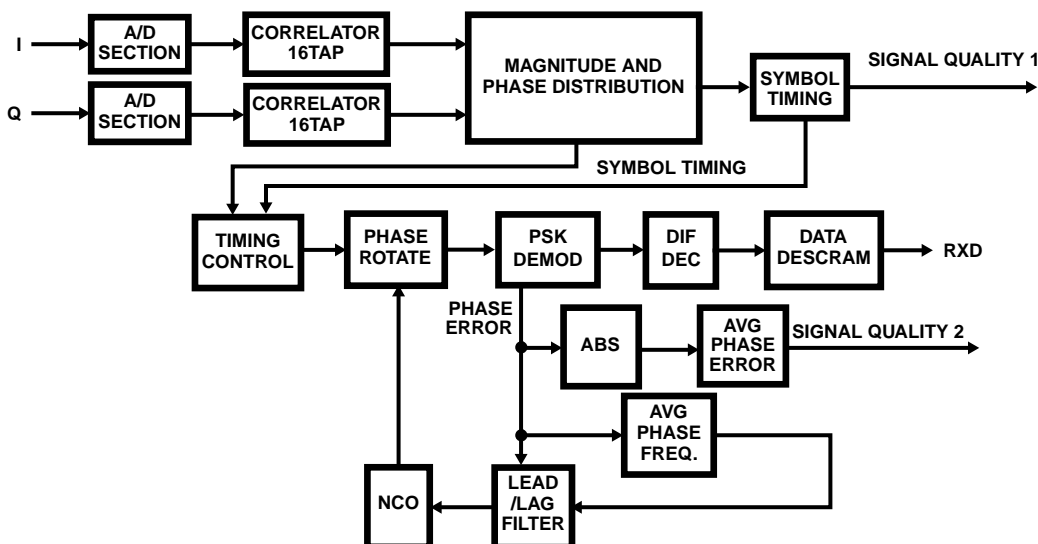 I
A/D
SECTION
CORRELATOR
16TAP
MAGNITUDE AND
PHASE DISTRIBUTION
SYMBOL
TIMING
SIGNAL QUALITY 1
Q
A/D
SECTION
CORRELATOR
16TAP
SYMBOL TIMING
TIMING
CONTROL
PHASE
ROTATE
PSK
DEMOD
DIF
DEC
DATA
DESCRAM
RXD
PHASE
ERROR
ABS
AVG
PHASE
ERROR
SIGNAL QUALITY 2
AVG
PHASE
FREQ.
NCO
LEAD
/LAG
FILTER